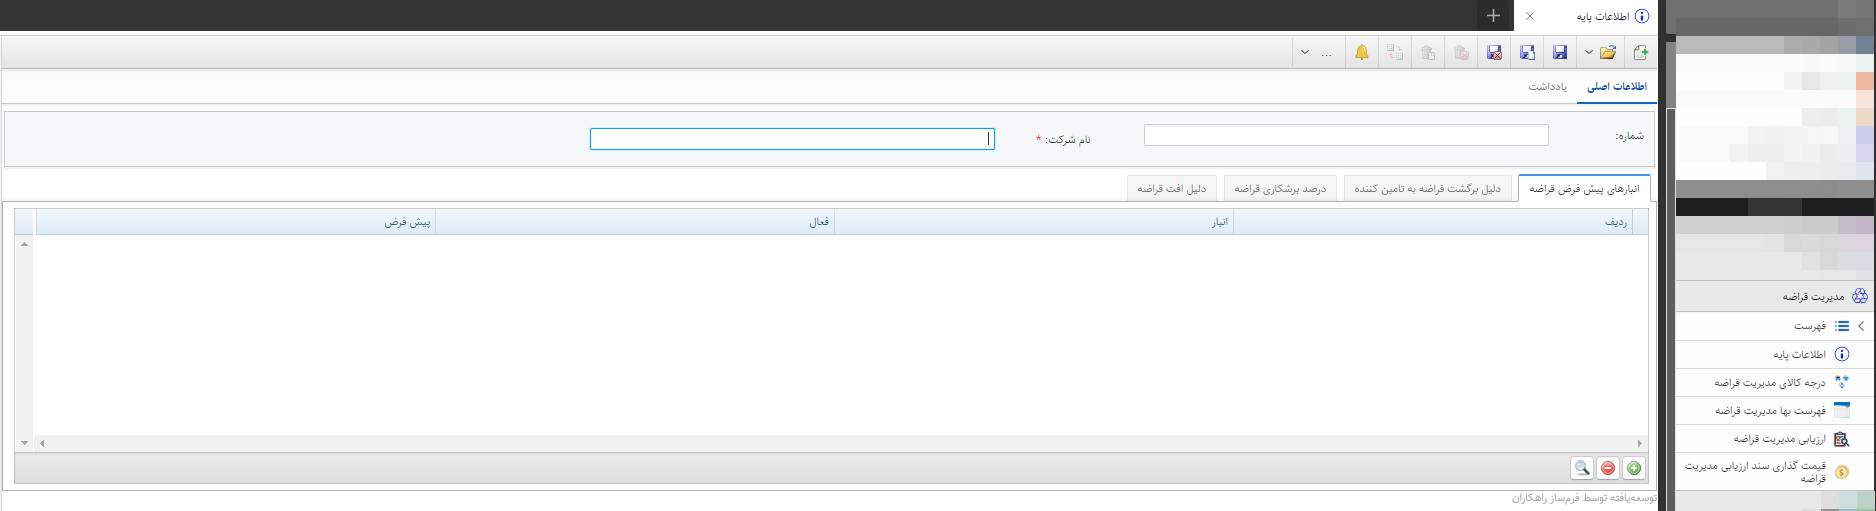 اطلاعات پایه
...
اطلاعات اصلی
یادداشت
شماره:
نام شرکت: *
انبارهای پیش فرض قراضه
دلیل برگشت قراضه به تامین کننده
درصد برشکاری قراضه
دلیل افت قراضه
ردیف
انبار
فعال
پیش فرض
توسعه‌یافته توسط فرم‌ساز راهکاران
مدیریت قراضه
فهرست
اطلاعات پایه
درجه کالای مدیریت قراضه
فهرست بها مدیریت قراضه
ارزیابی مدیریت قراضه
قیمت گذاری سند ارزیابی مدیریت
قراضه